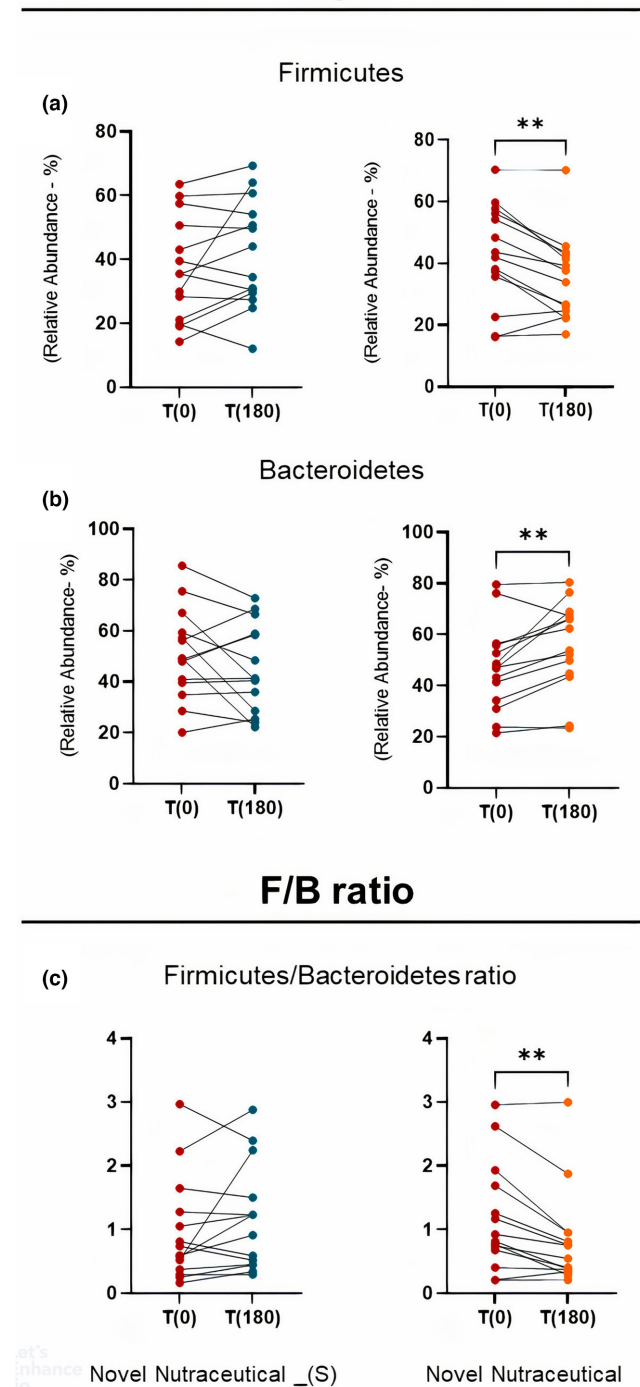 Firmicutes
(a)
80
60
40
20
0
(Relative Abundance - %)
T(0) T(180)
**
80
60
40
20
0
(Relative Abundance - %)
T(0) T(180)
Bacteroidetes
(b)
100
80
60
40
20
0
(Relative Abundance- %)
T(0) T(180)
**
100
80
60
40
20
0
(Relative Abundance- %)
T(0) T(180)
F/B ratio
(c)
Firmicutes/Bacteroidetes ratio
4
3
2
1
0
T(0) T(180)
**
4
3
2
1
0
T(0) T(180)
Novel Nutraceutical _(S)
Novel Nutraceutical